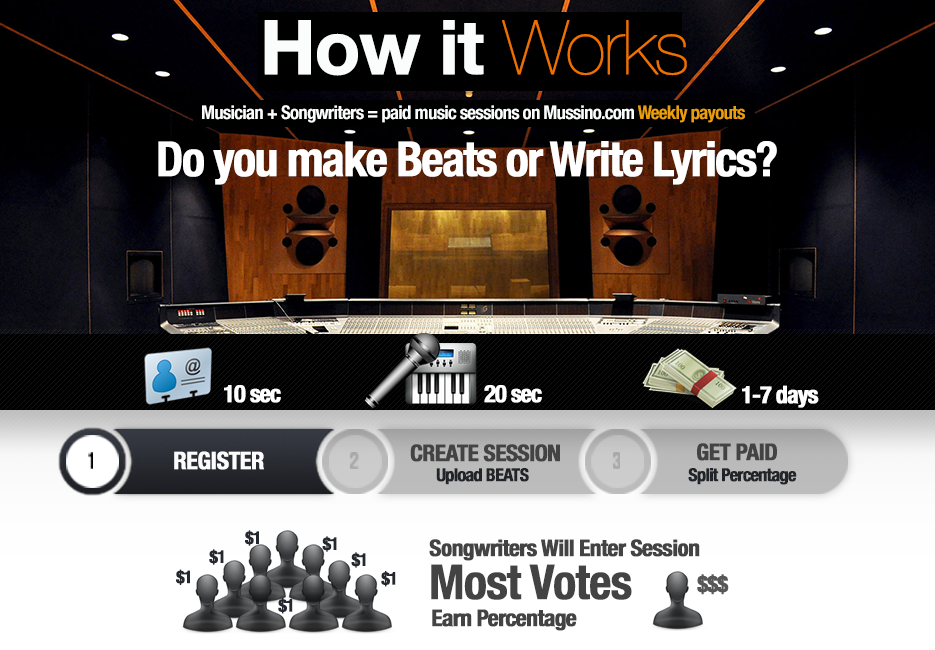 How it Works
Musician + Songwriters = paid music sessions on Mussino.com Weekly payouts
Do you make Beats or Write Lyrics?
@
10 sec
20 sec
1-7 days
1
REGISTER
2
CREATE SESSION
Upload BEATS
3
GET PAID
Split Percentage
$1
$1
$1
$1
$1
$1
$1
Songwriters Will Enter Session
Most Votes
$$$
Earn Percentage